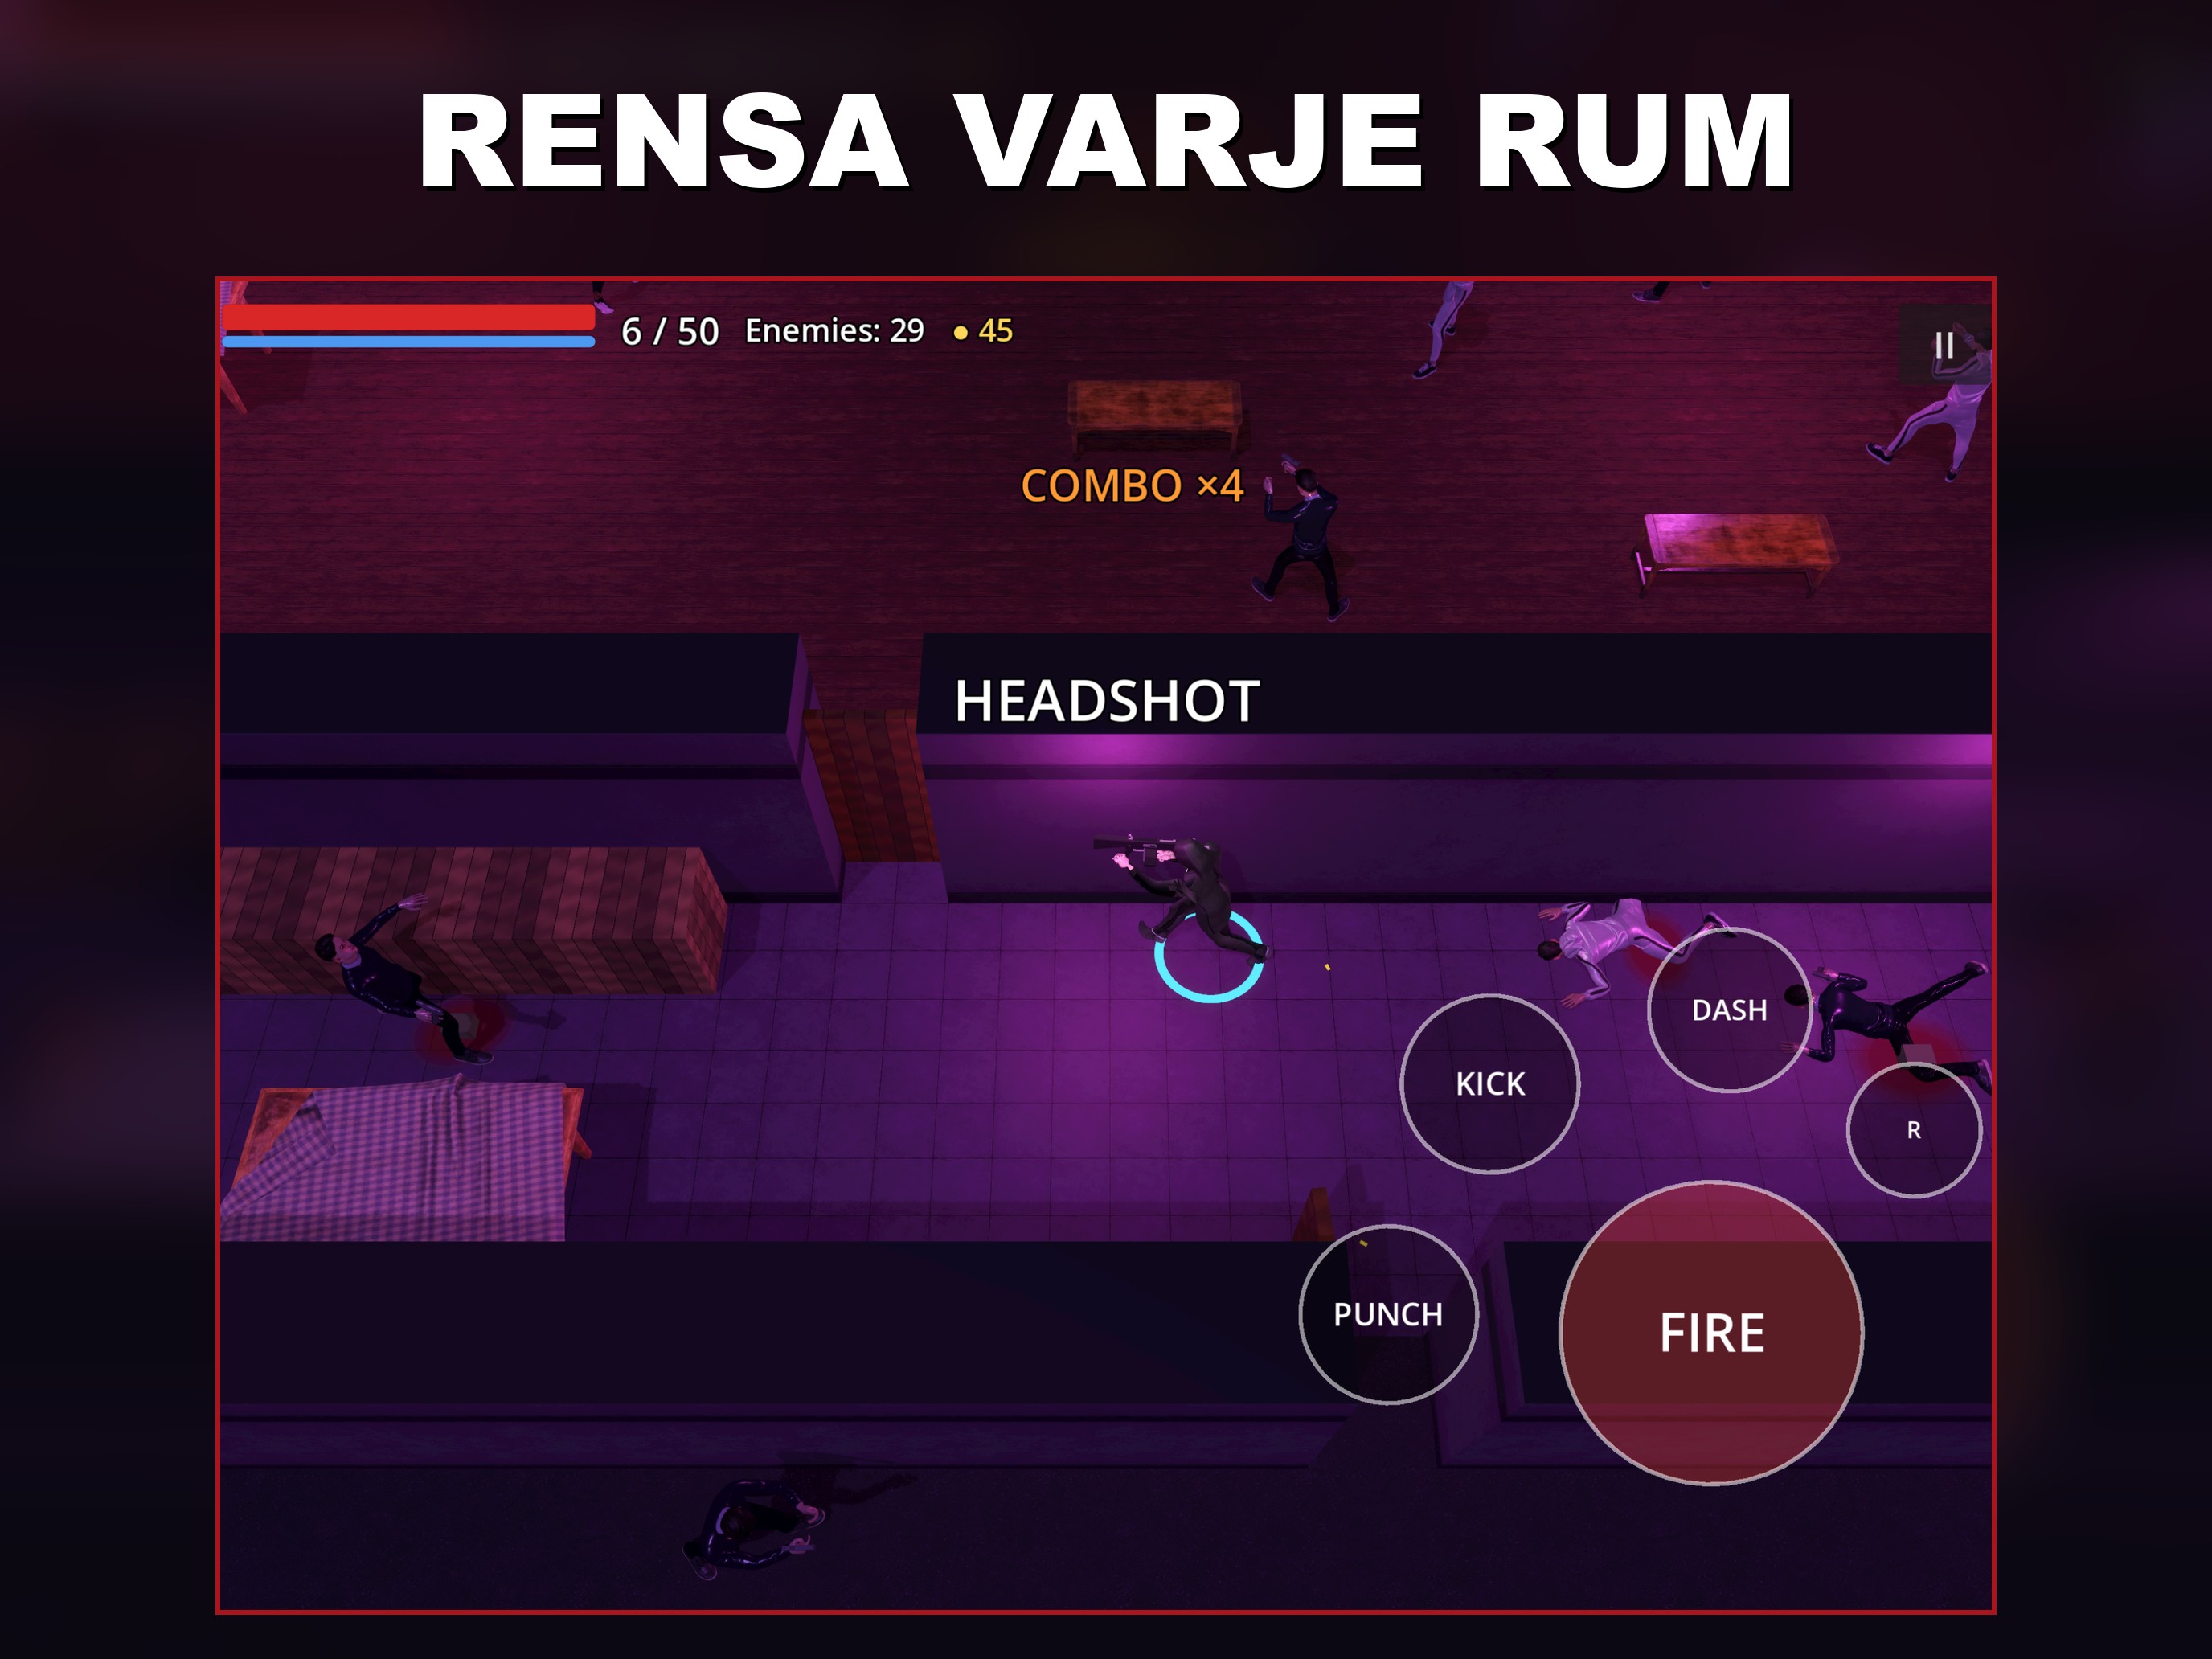 RENSA VARJE RUM
6 / 50 Enemies: 29 45
COMBO ×4
HEADSHOT
DASH
KICK
R
PUNCH
FIRE